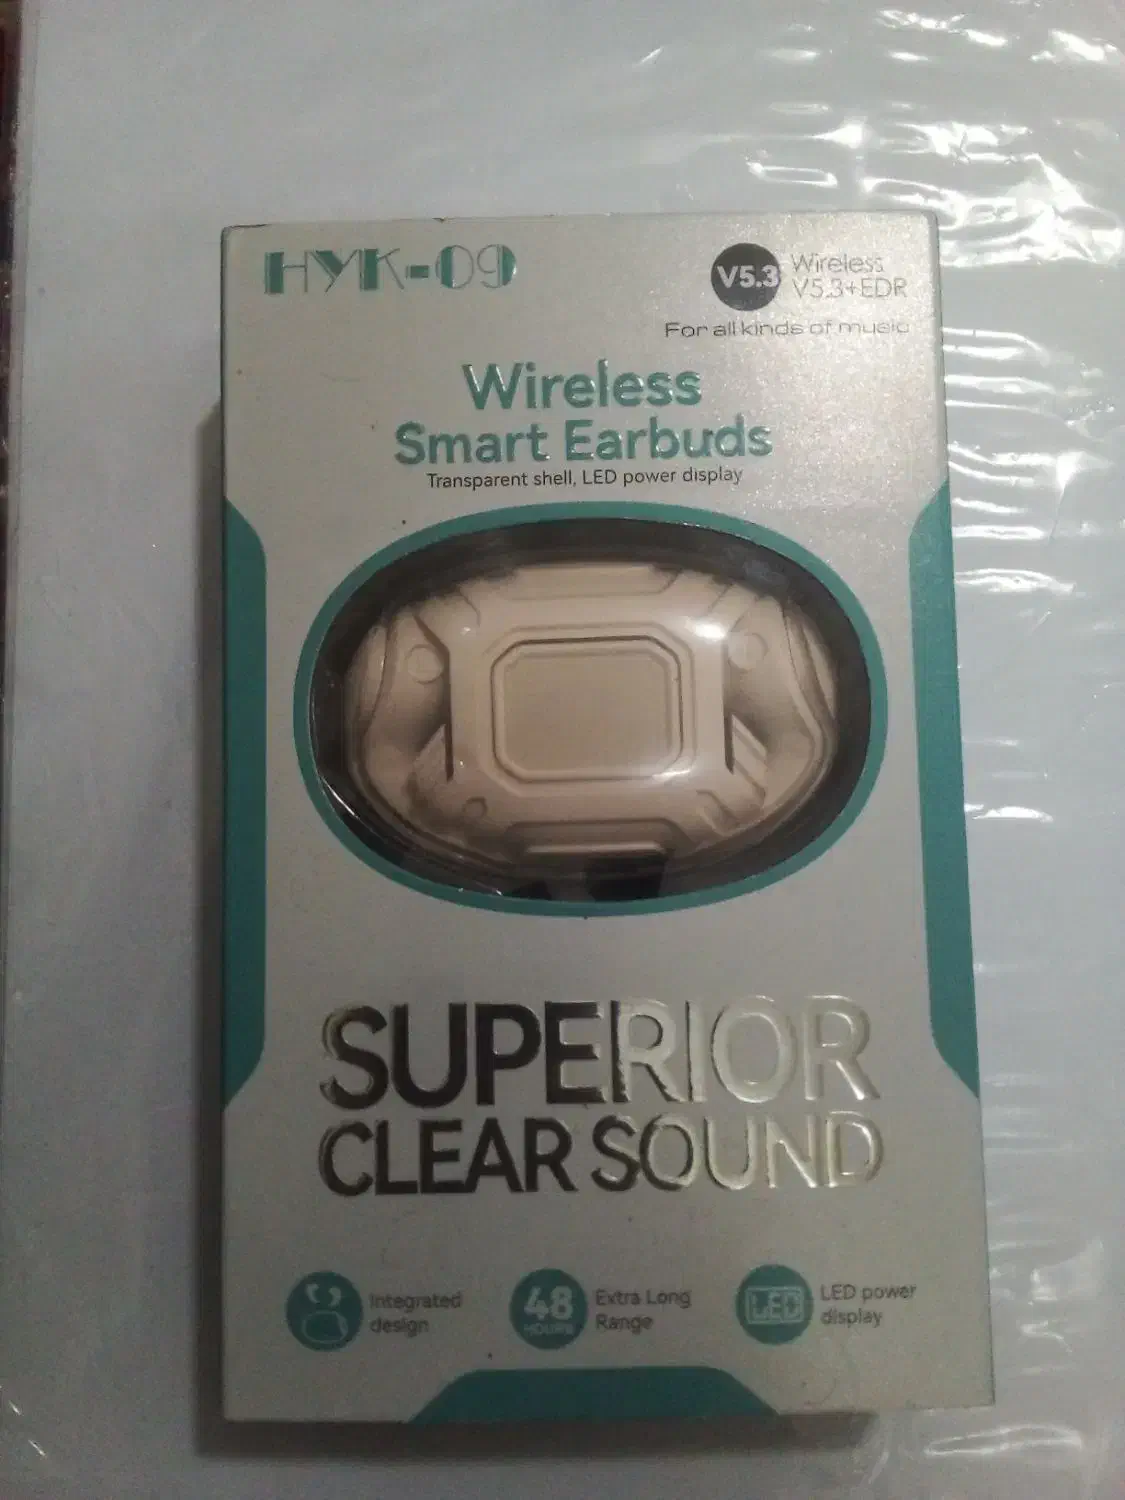 HYK-09
V5.3
Wireless
V5.3+EDR
For all kinds of music
Wireless
Smart Earbuds
Transparent shell, LED power display
SUPERIOR
CLEAR SOUND
Integrated
design
48
HOURS
Extra Long
Range
LED
LED power
display